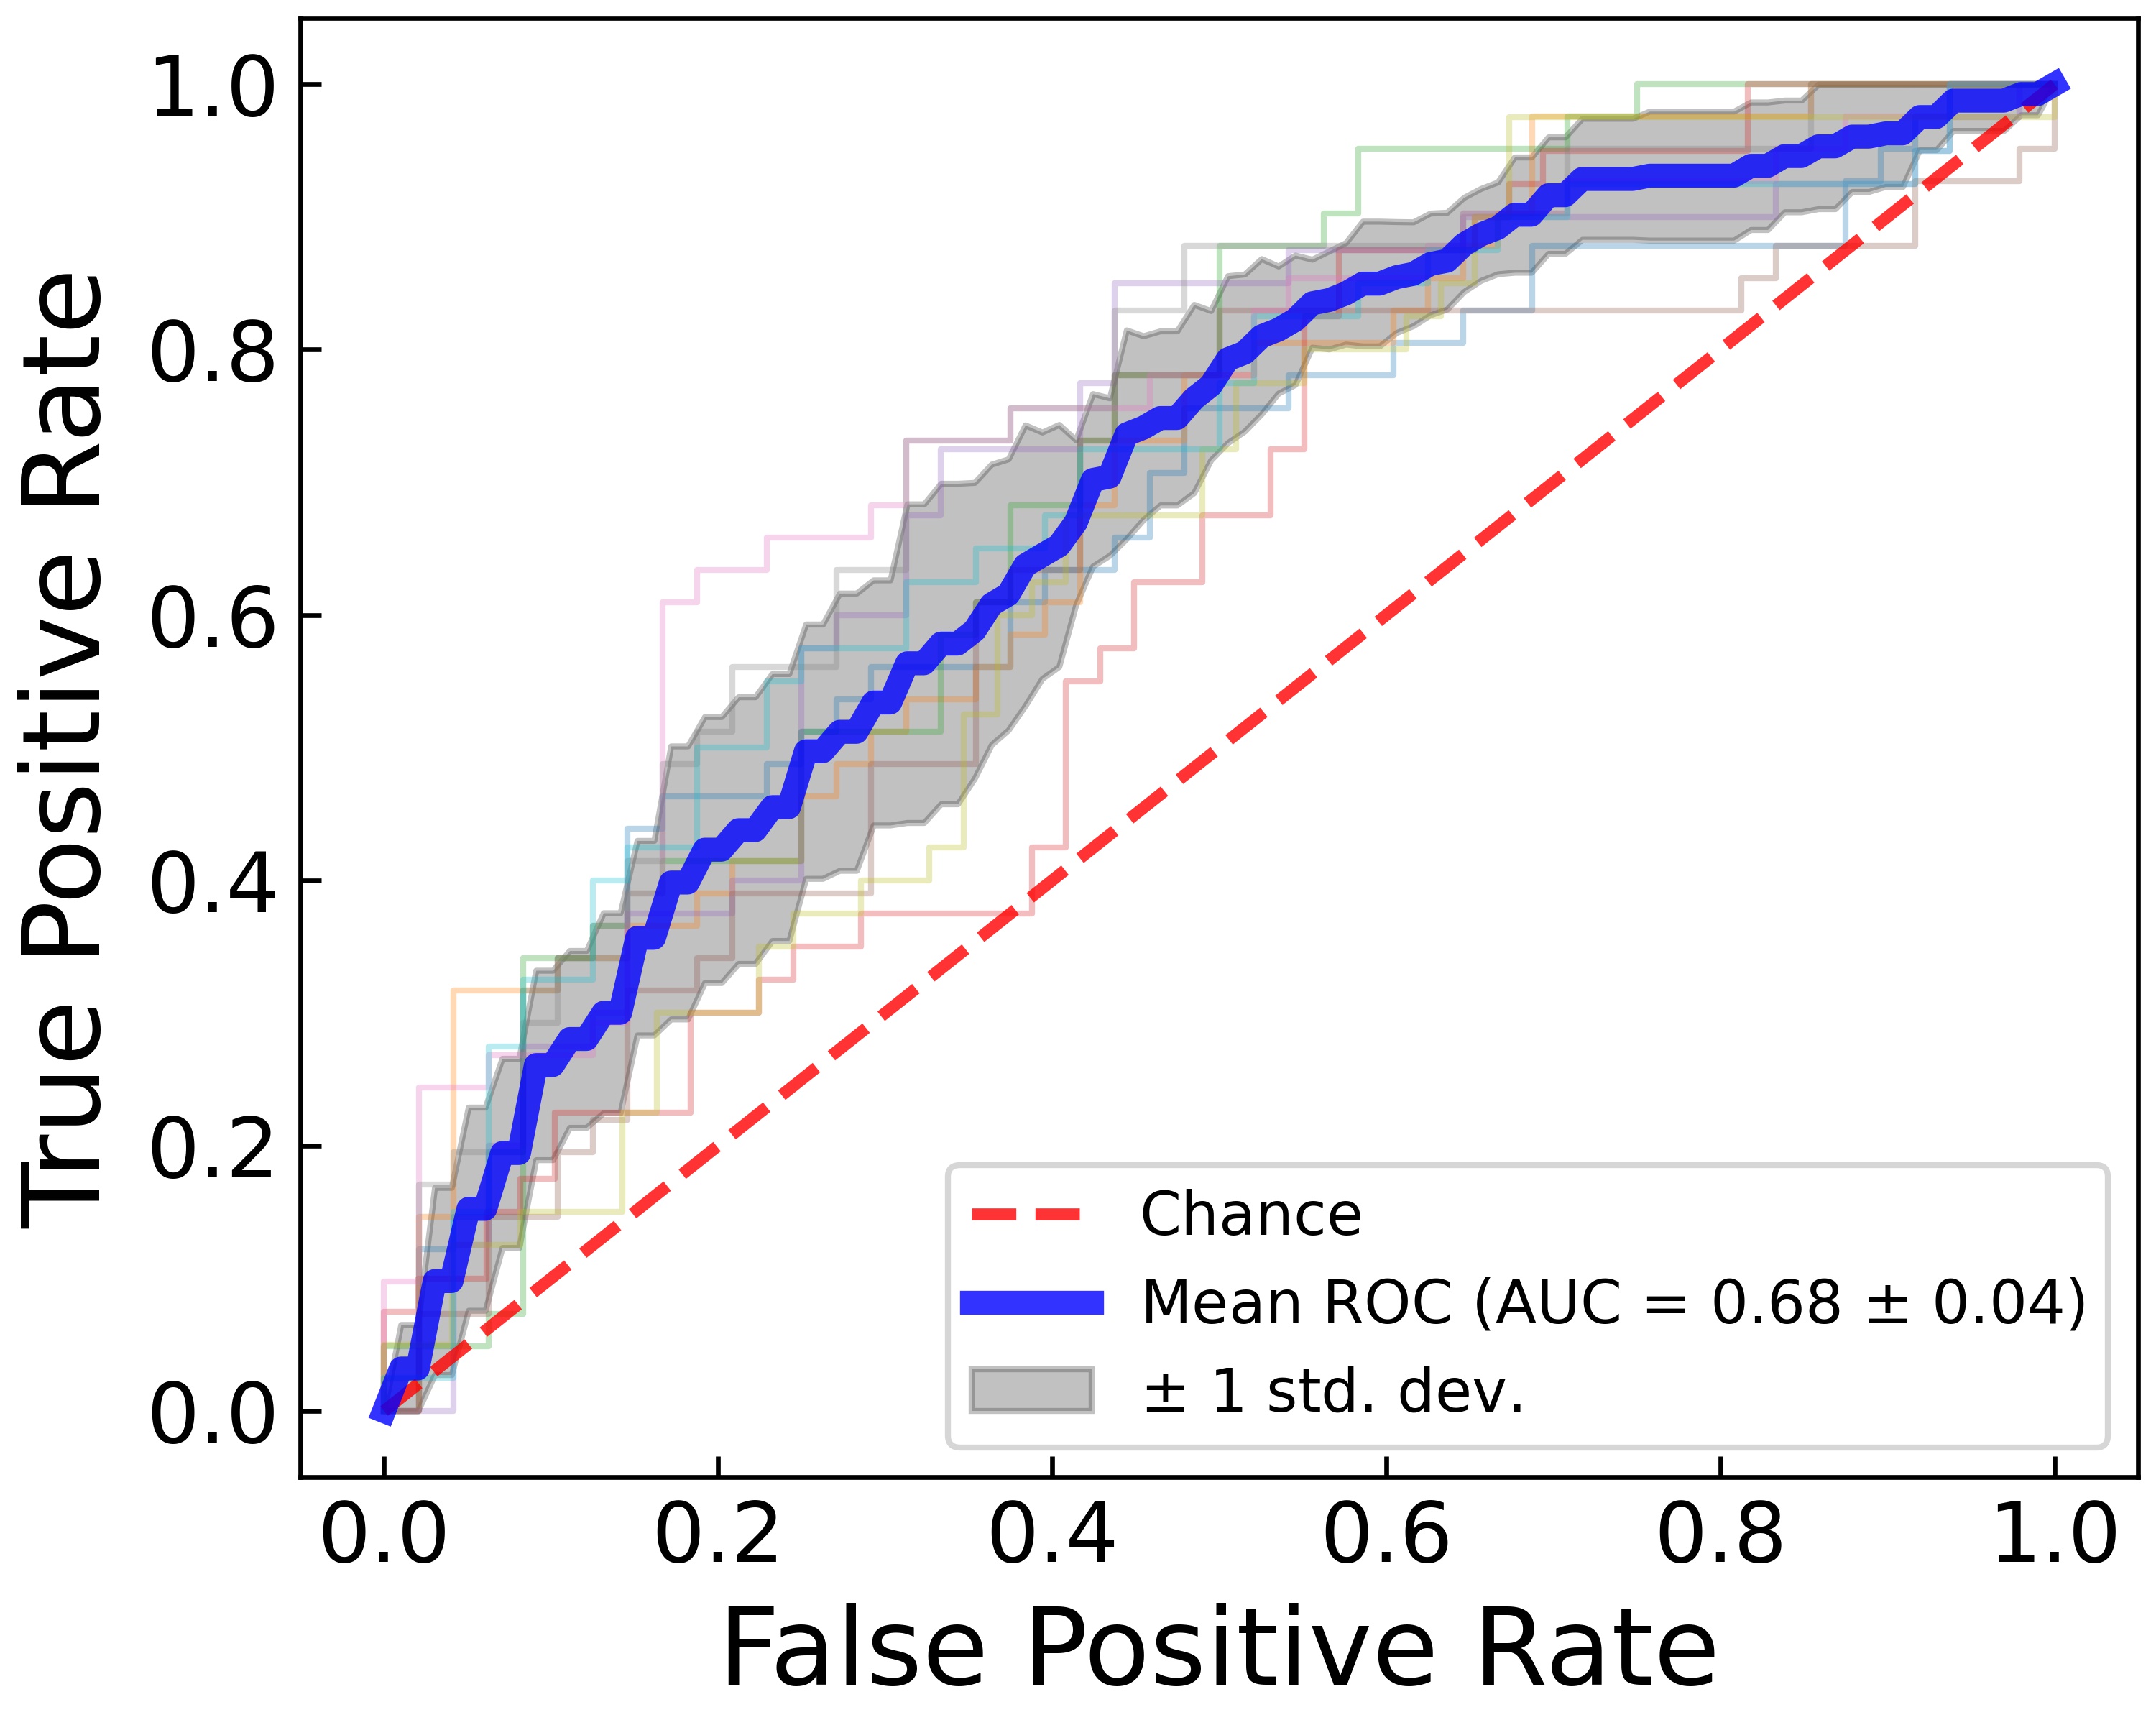 1.0
0.8
0.6
0.4
0.2
0.0
True Positive Rate
Chance
Mean ROC (AUC = 0.68 ± 0.04)
± 1 std. dev.
0.0 0.2 0.4 0.6 0.8 1.0
False Positive Rate